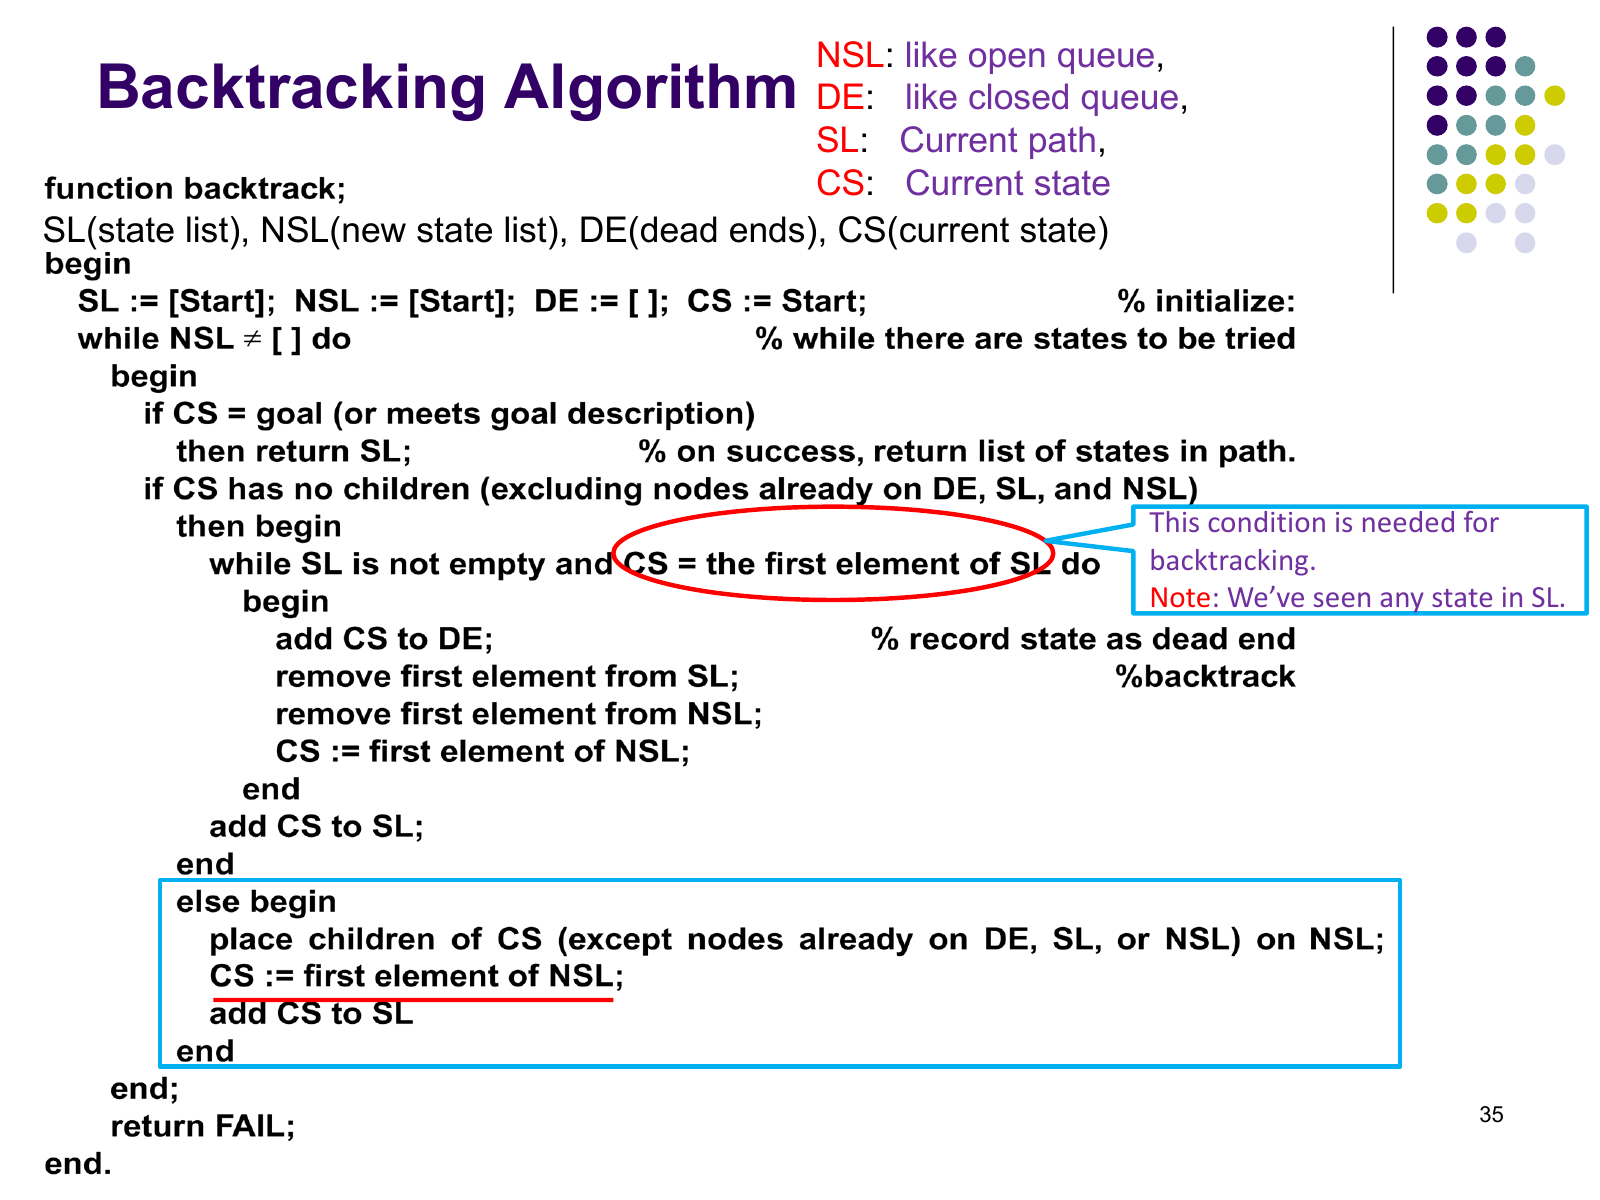 Backtracking Algorithm
NSL: like open queue,
DE: like closed queue,
SL: Current path,
CS: Current state
function backtrack;
SL(state list), NSL(new state list), DE(dead ends), CS(current state)
begin
SL := [Start]; NSL := [Start]; DE := [ ]; CS := Start; % initialize:
while NSL ≠ [ ] do % while there are states to be tried
begin
if CS = goal (or meets goal description)
then return SL; % on success, return list of states in path.
if CS has no children (excluding nodes already on DE, SL, and NSL)
then begin
while SL is not empty and CS = the first element of SL do
This condition is needed for
backtracking.
Note: We’ve seen any state in SL.
begin
add CS to DE; % record state as dead end
remove first element from SL; %backtrack
remove first element from NSL;
CS := first element of NSL;
end
add CS to SL;
end
else begin
place children of CS (except nodes already on DE, SL, or NSL) on NSL;
CS := first element of NSL;
add CS to SL
end
end;
return FAIL;
end.
35